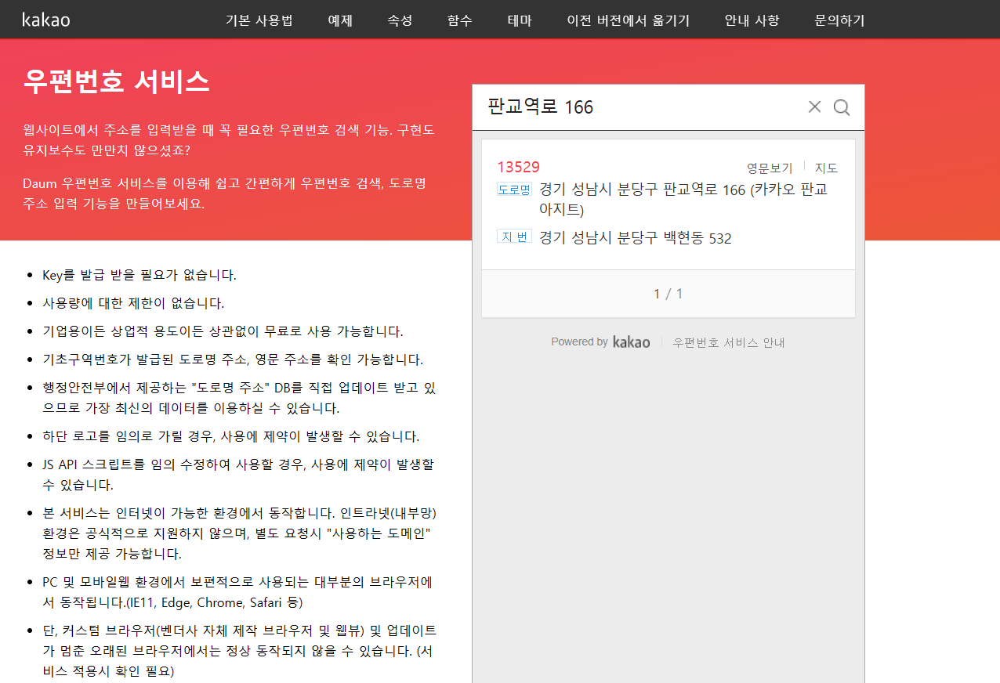 kakao
기본 사용법 예제 속성 함수 테마 이전 버전에서 옮기기 안내 사항 문의하기
우편번호 서비스
웹사이트에서 주소를 입력받을 때 꼭 필요한 우편번호 검색 기능. 구현도
유지보수도 만만치 않으셨죠?
Daum 우편번호 서비스를 이용해 쉽고 간편하게 우편번호 검색, 도로명
주소 입력 기능을 만들어보세요.
Key를 발급 받을 필요가 없습니다.
사용량에 대한 제한이 없습니다.
기업용이든 상업적 용도이든 상관없이 무료로 사용 가능합니다.
기초구역번호가 발급된 도로명 주소, 영문 주소를 확인 가능합니다.
행정안전부에서 제공하는 "도로명 주소" DB를 직접 업데이트 받고 있
으므로 가장 최신의 데이터를 이용하실 수 있습니다.
하단 로고를 임의로 가릴 경우, 사용에 제약이 발생할 수 있습니다.
JS API 스크립트를 임의 수정하여 사용할 경우, 사용에 제약이 발생할
수 있습니다.
본 서비스는 인터넷이 가능한 환경에서 동작합니다. 인트라넷(내부망)
환경은 공식적으로 지원하지 않으며, 별도 요청시 "사용하는 도메인"
정보만 제공 가능합니다.
PC 및 모바일웹 환경에서 보편적으로 사용되는 대부분의 브라우저에
서 동작됩니다.(IE11, Edge, Chrome, Safari 등)
단, 커스텀 브라우저(벤더사 자체 제작 브라우저 및 웹뷰) 및 업데이트
가 멈춘 오래된 브라우저에서는 정상 동작되지 않을 수 있습니다. (서
비스 적용시 확인 필요)
판교역로 166
13529 영문보기 지도
도로명 경기 성남시 분당구 판교역로 166 (카카오 판교
아지트)
지 번 경기 성남시 분당구 백현동 532
1 / 1
Powered by kakao 우편번호 서비스 안내